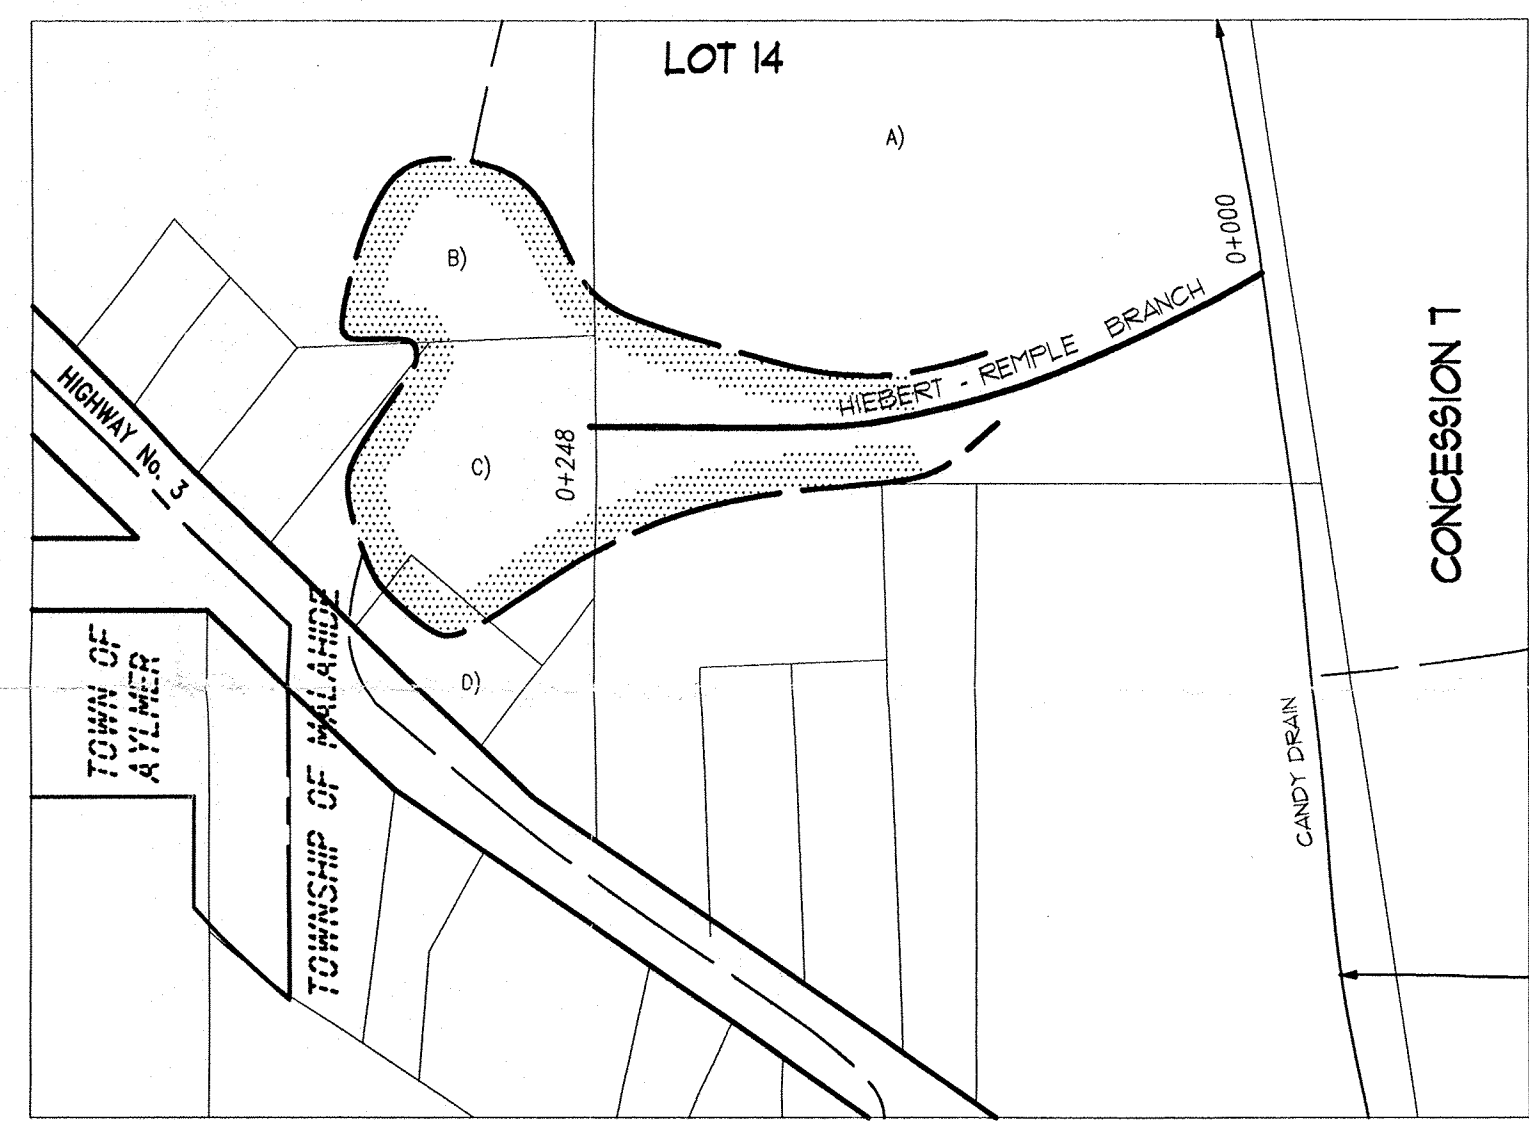 LOT 14
A)
0+000
B)
HIEBERT - REMPLE BRANCH
CONCESSION 7
HIGHWAY No. 3
C)
0+248
TOWN OF
AYLMER
TOWNSHIP OF MALAHIDE
D)
CANDY DRAIN